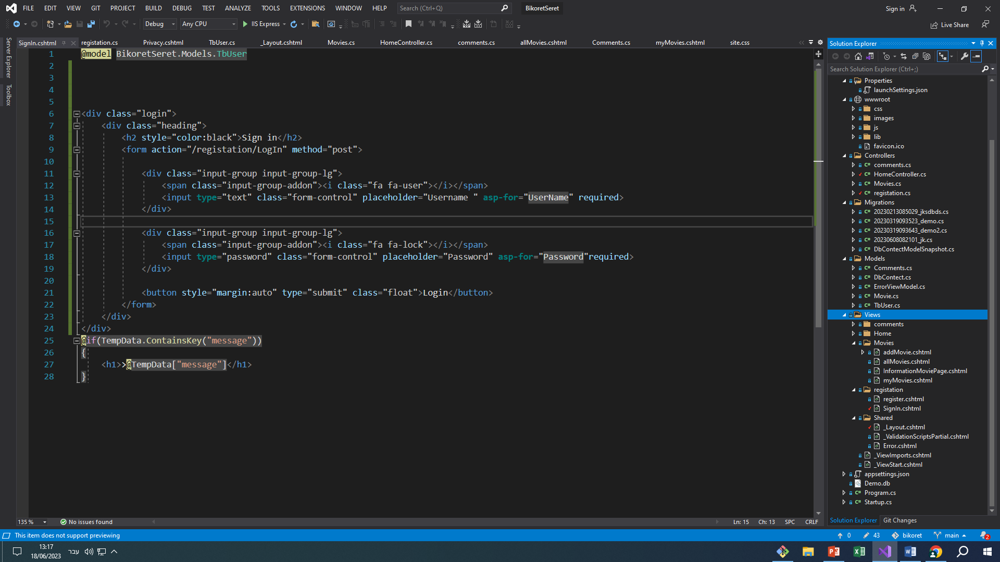 FILE EDIT VIEW GIT PROJECT BUILD DEBUG TEST ANALYZE TOOLS EXTENSIONS WINDOW HELP Search (Ctrl+Q) BikoretSeret Sign in
Debug Any CPU IIS Express Live Share
SignIn.cshtml registation.cs Privacy.cshtml TbUser.cs _Layout.cshtml Movies.cs HomeController.cs comments.cs allMovies.cshtml Comments.cs myMovies.cshtml site.css
Server Explorer
Toolbox
1 @model BikoretSeret.Models.TbUser
2
3
4
5
6 <div class="login">
7 <div class="heading">
8 <h2 style="color:black">Sign in</h2>
9 <form action="/registation/LogIn" method="post">
10
11 <div class="input-group input-group-lg">
12 <span class="input-group-addon"><i class="fa fa-user"></i></span>
13 <input type="text" class="form-control" placeholder="Username " asp-for="UserName" required>
14 </div>
15
16 <div class="input-group input-group-lg">
17 <span class="input-group-addon"><i class="fa fa-lock"></i></span>
18 <input type="password" class="form-control" placeholder="Password" asp-for="Password"required>
19 </div>
20
21 <button style="margin:auto" type="submit" class="float">Login</button>
22 </form>
23 </div>
24 </div>
25 @if(TempData.ContainsKey("message"))
26 {
27 <h1>>@TempData["message"]</h1>
28 }
135 % No issues found Ln: 15 Ch: 13 SPC CRLF
Solution Explorer
Search Solution Explorer (Ctrl+;)
Properties
launchSettings.json
wwwroot
css
images
js
lib
favicon.ico
Controllers
C# comments.cs
C# HomeController.cs
C# Movies.cs
C# registation.cs
Migrations
C# 20230213085029_jksdbds.cs
C# 20230319093523_demo.cs
C# 20230319093643_demo2.cs
C# 20230608082101_jk.cs
C# DbContectModelSnapshot.cs
Models
C# Comments.cs
C# DbContect.cs
C# ErrorViewModel.cs
C# Movie.cs
C# TbUser.cs
Views
comments
Home
Movies
addMovie.cshtml
allMovies.cshtml
InformationMoviePage.cshtml
myMovies.cshtml
registation
register.cshtml
SignIn.cshtml
Shared
_Layout.cshtml
_ValidationScriptsPartial.cshtml
Error.cshtml
_ViewImports.cshtml
_ViewStart.cshtml
appsettings.json
Demo.db
C# Program.cs
C# Startup.cs
Solution Explorer Git Changes
This item does not support previewing 0 43 bikoret main 2
13:17
18/06/2023
עבר